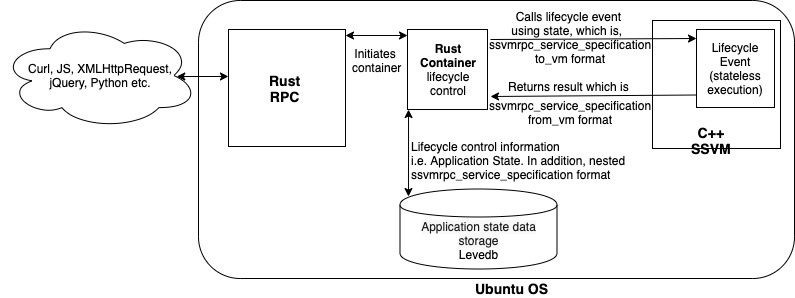 Curl, JS, XMLHttpRequest,
jQuery, Python etc.
Rust
RPC
Initiates
container
Rust
Container
lifecycle
control
Calls lifecycle event
using state, which is,
ssvmrpc_service_specification
to_vm format
Returns result which is
ssvmrpc_service_specification
from_vm format
Lifecycle
Event
(stateless
execution)
C++
SSVM
Lifecycle control information
i.e. Application State. In addition, nested
ssvmrpc_service_specification format
Application state data
storage
Levedb
Ubuntu OS